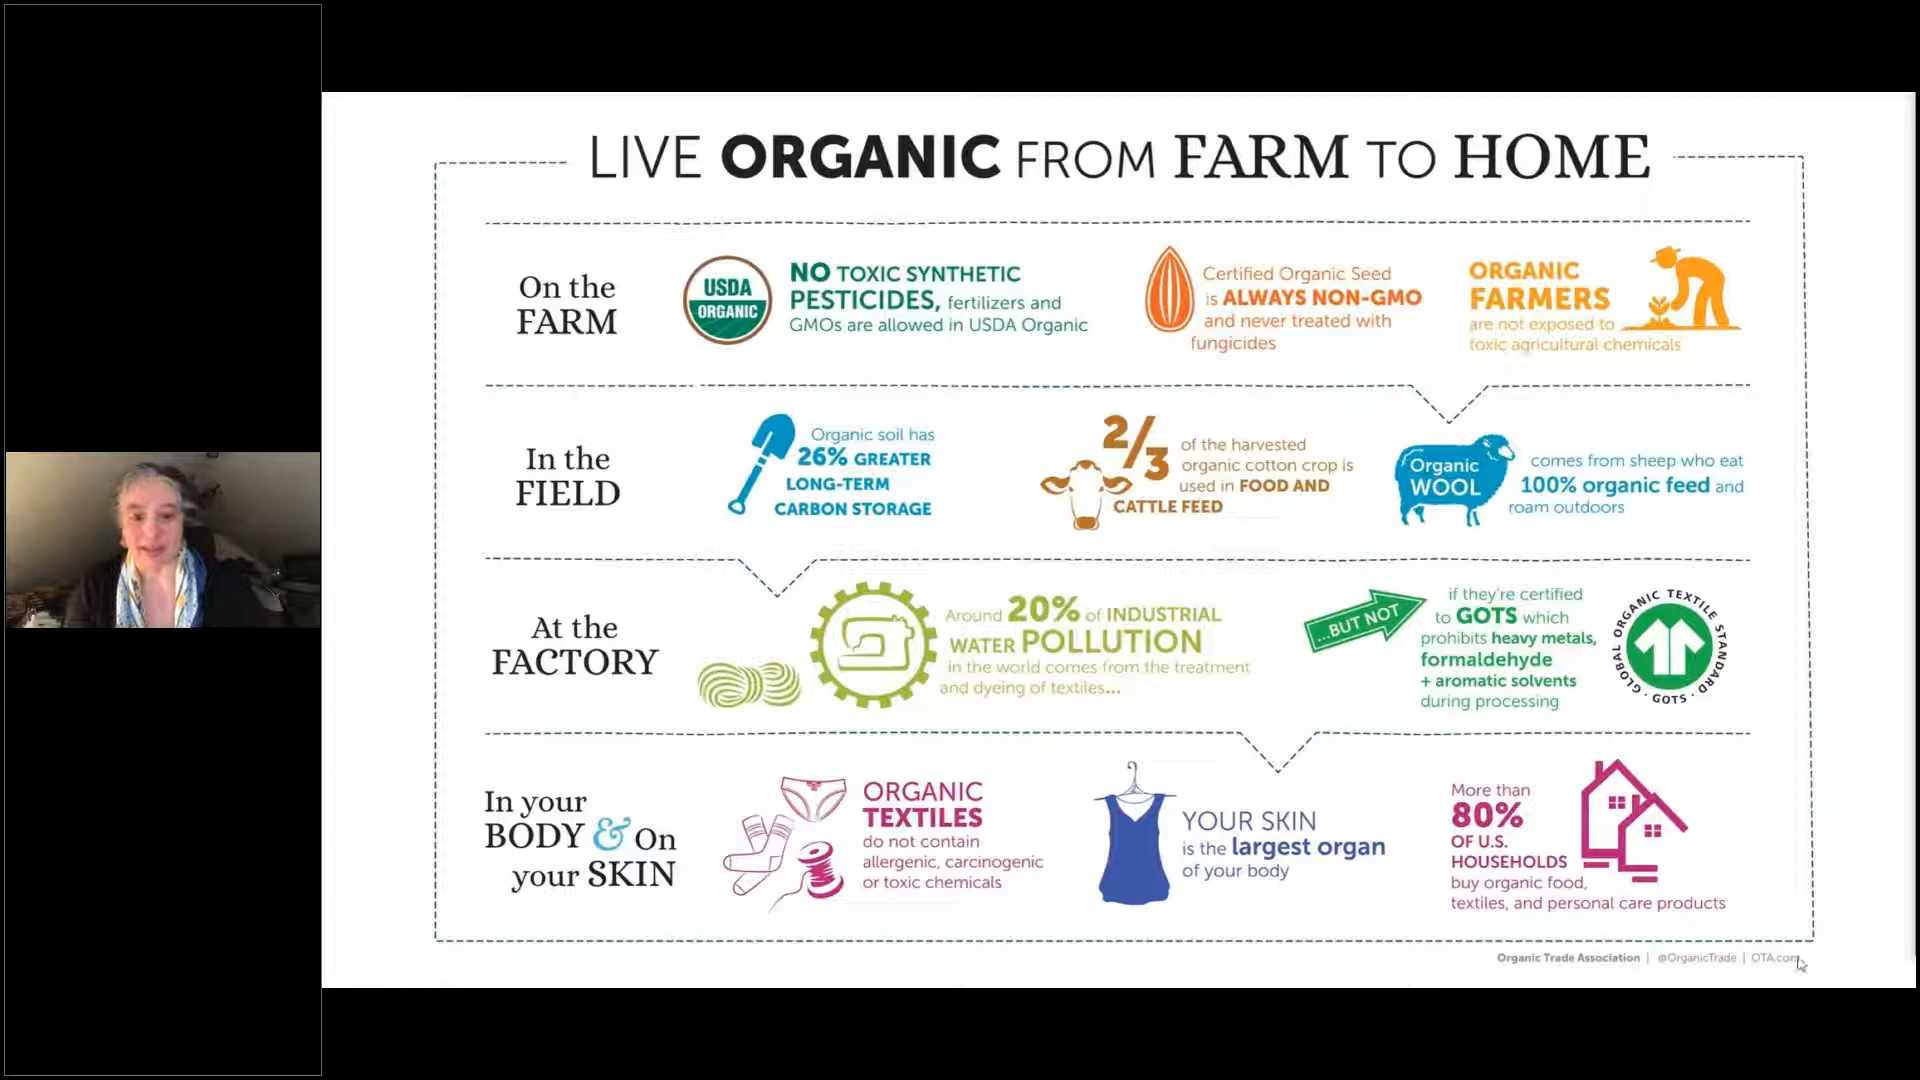 LIVE ORGANIC FROM FARM TO HOME
On the
FARM
USDA
ORGANIC
NO TOXIC SYNTHETIC
PESTICIDES, fertilizers and
GMOs are allowed in USDA Organic
Certified Organic Seed
is ALWAYS NON-GMO
and never treated with
fungicides
ORGANIC
FARMERS
are not exposed to
toxic agricultural chemicals
In the
FIELD
Organic soil has
26% GREATER
LONG-TERM
CARBON STORAGE
2/3
of the harvested
organic cotton crop is
used in FOOD AND
CATTLE FEED
Organic
WOOL
comes from sheep who eat
100% organic feed and
roam outdoors
At the
FACTORY
Around 20% of INDUSTRIAL
WATER POLLUTION
in the world comes from the treatment
and dyeing of textiles...
...BUT NOT
if they're certified
to GOTS which
prohibits heavy metals,
formaldehyde
+ aromatic solvents
during processing
GLOBAL ORGANIC TEXTILE STANDARD · GOTS ·
In your
BODY & On
your SKIN
ORGANIC
TEXTILES
do not contain
allergenic, carcinogenic
or toxic chemicals
YOUR SKIN
is the largest organ
of your body
More than
80%
OF U.S.
HOUSEHOLDS
buy organic food,
textiles, and personal care products
Organic Trade Association | @OrganicTrade | OTA.com